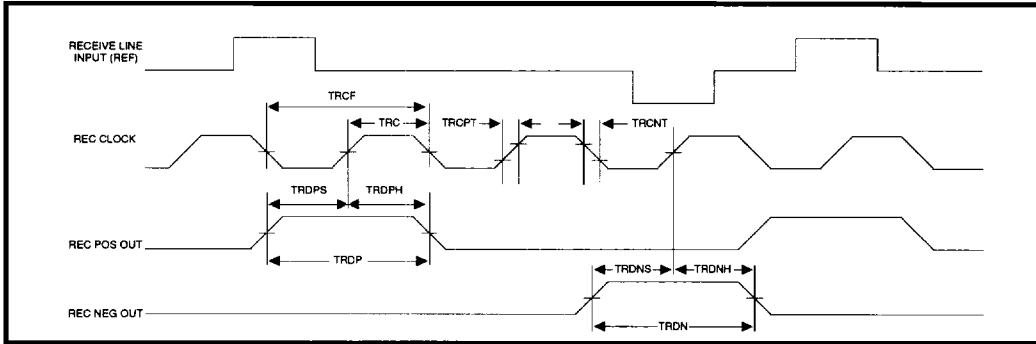 RECEIVE LINE
INPUT (REF)
TRCF
TRC
TRCPT
TRCNT
REC CLOCK
TRDPS
TRDPH
REC POS OUT
TRDP
TRDNS
TRDNH
REC NEG OUT
TRDN